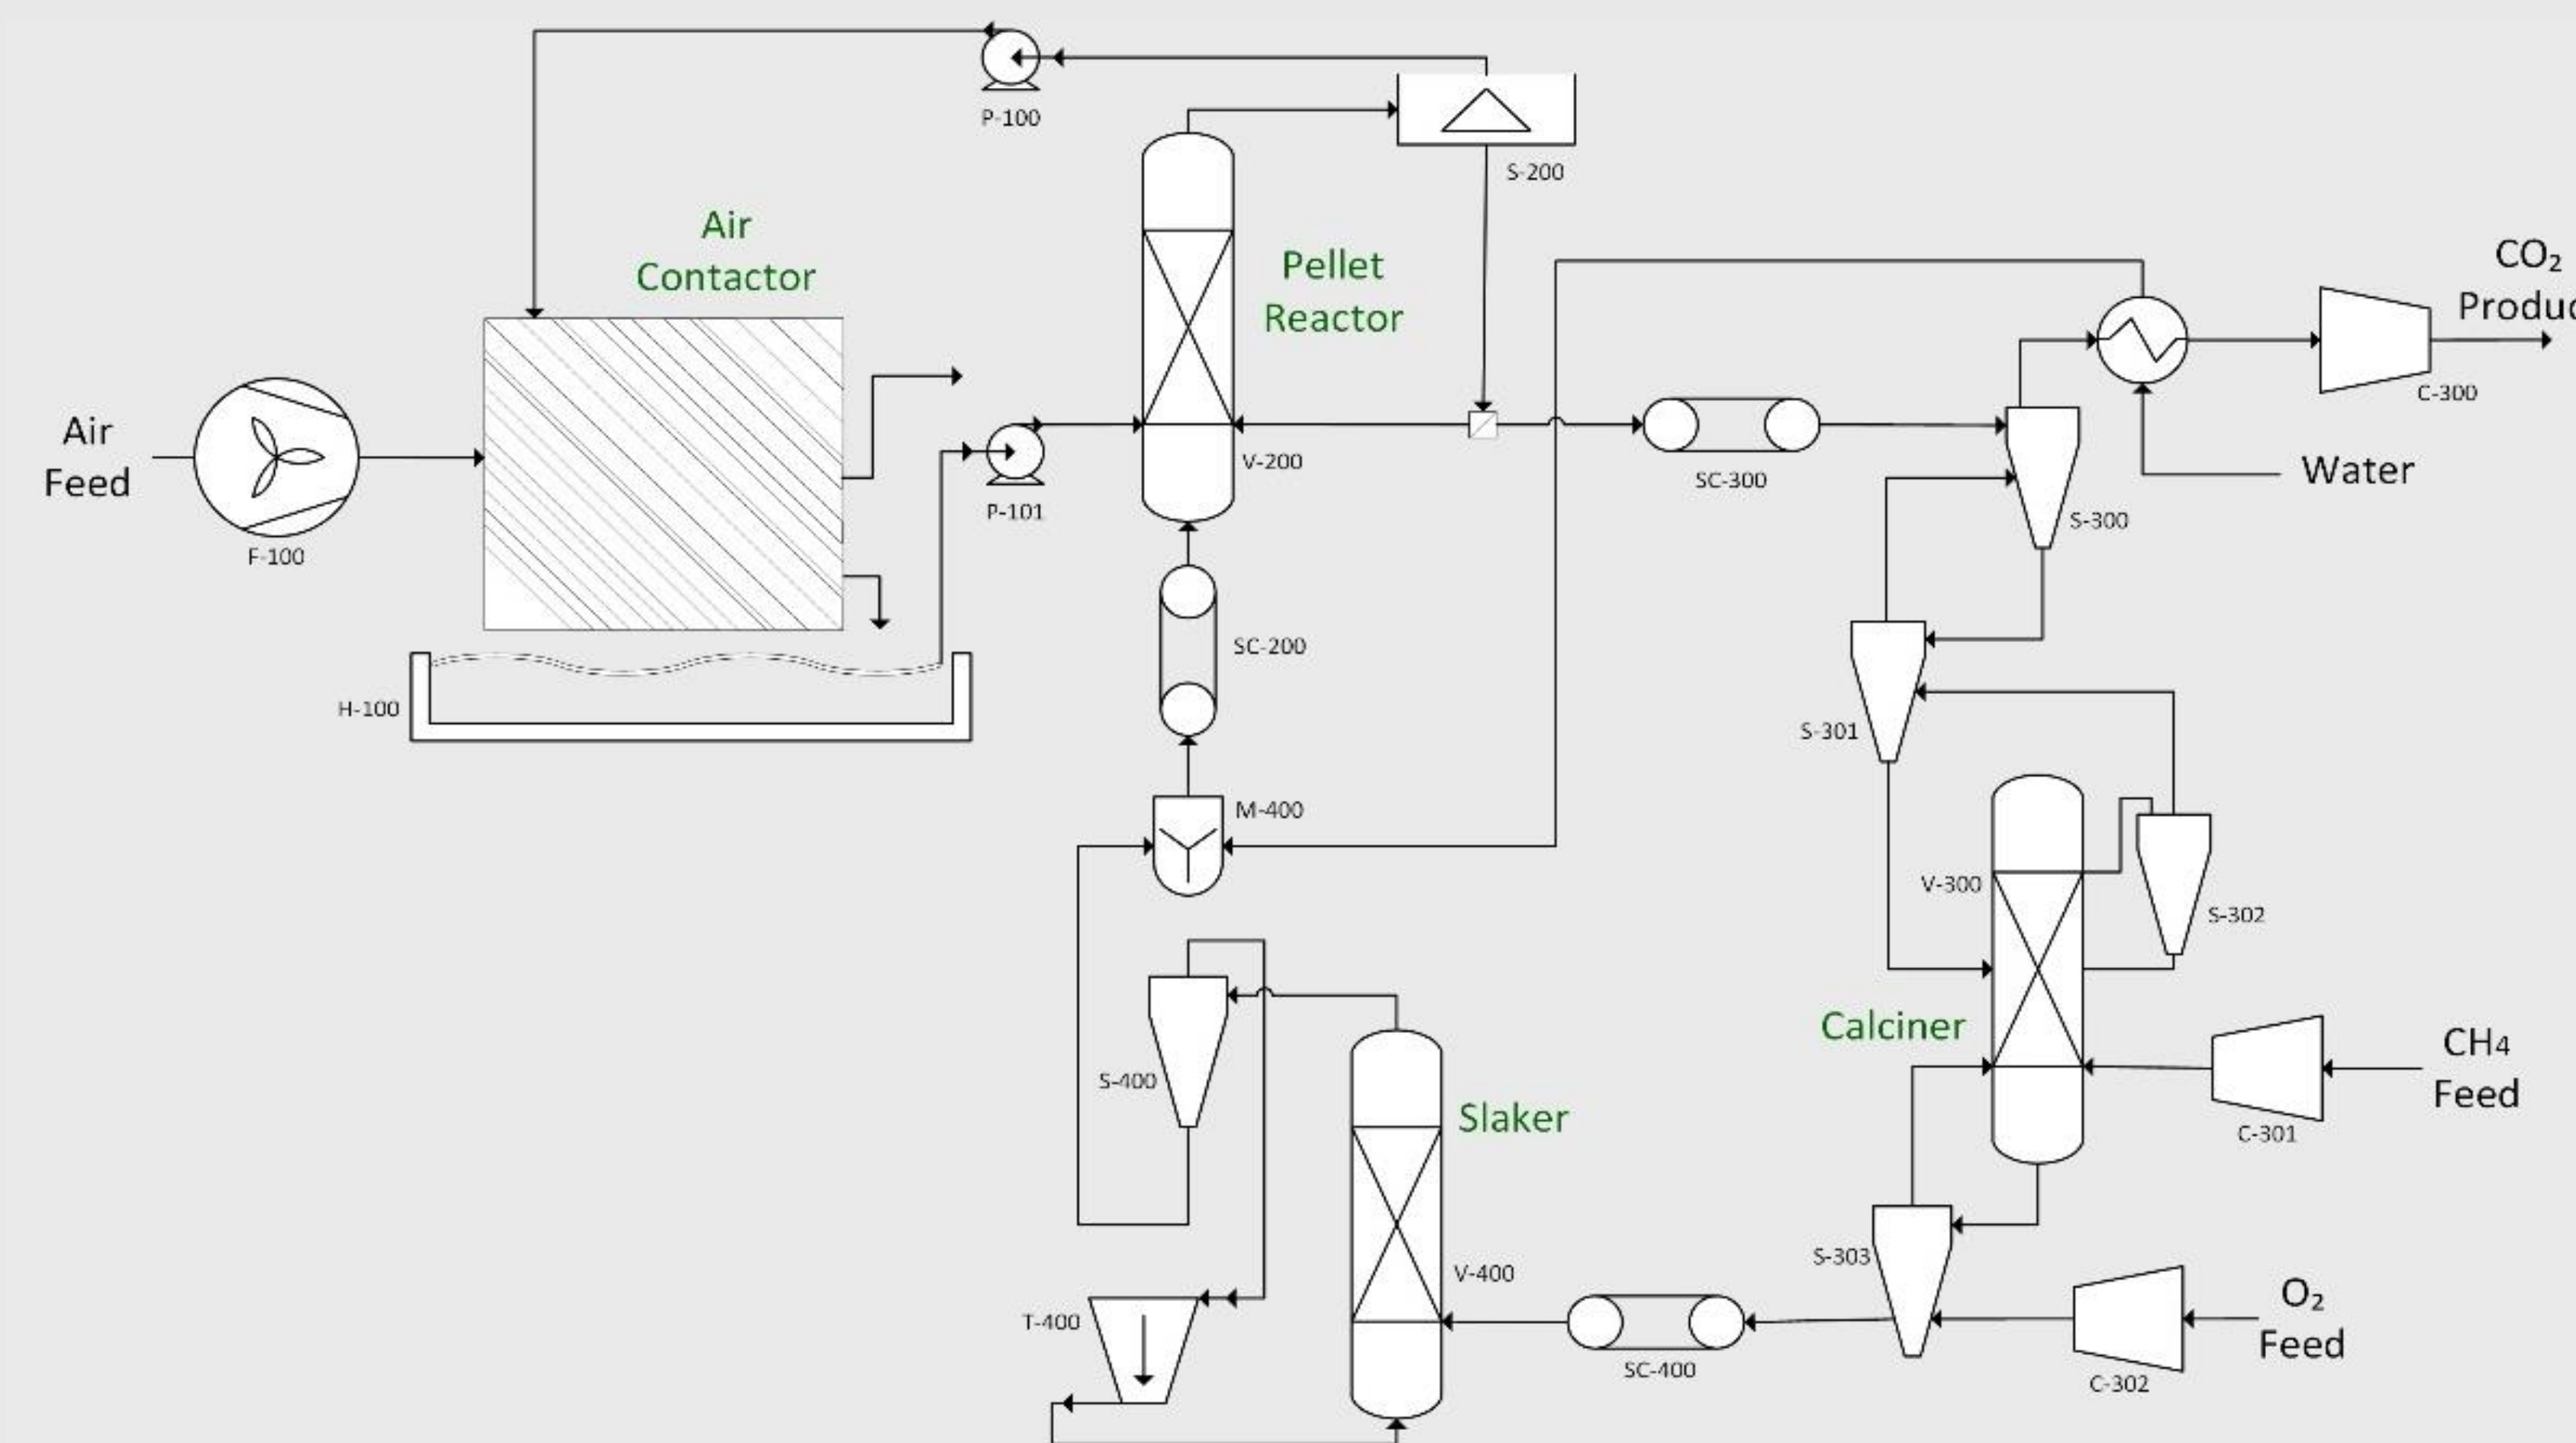 P-100
S-200
Air
Contactor
Pellet
Reactor
CO₂
Produc
C-300
Air
Feed
V-200
SC-300
Water
P-101
S-300
F-100
SC-200
H-100
S-301
M-400
V-300
S-302
Calciner
CH4
Feed
S-400
Slaker
C-301
S-303
V-400
O₂
Feed
T-400
SC-400
C-302